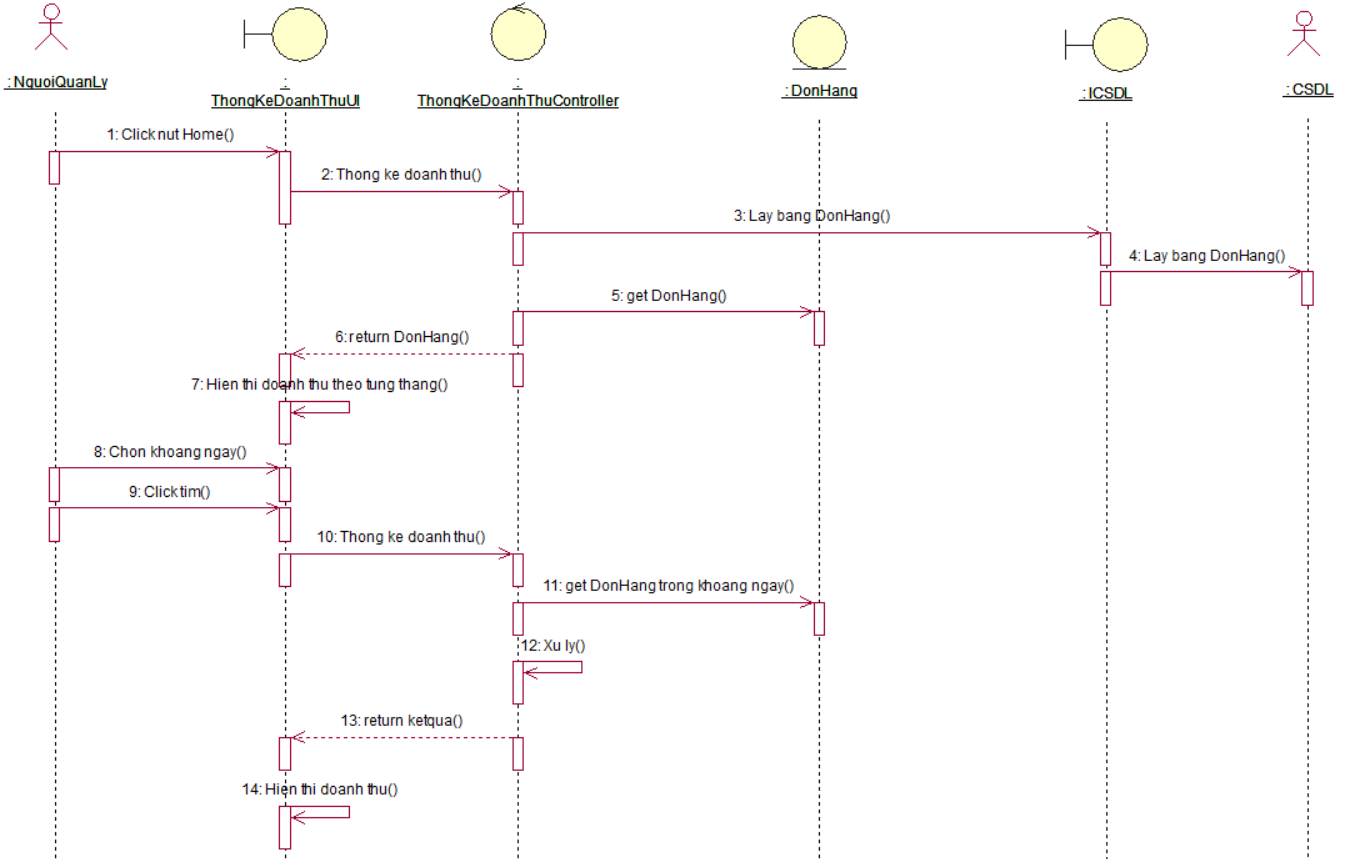 : NguoiQuanLy
:
ThongKeDoanhThuUI
:
ThongKeDoanhThuController
: DonHang
: ICSDL
: CSDL
1: Click nut Home()
2: Thong ke doanh thu()
3: Lay bang DonHang()
4: Lay bang DonHang()
5: get DonHang()
6: return DonHang()
7: Hien thi doanh thu theo tung thang()
8: Chon khoang ngay()
9: Click tim()
10: Thong ke doanh thu()
11: get DonHang trong khoang ngay()
12: Xu ly()
13: return ketqua()
14: Hien thi doanh thu()